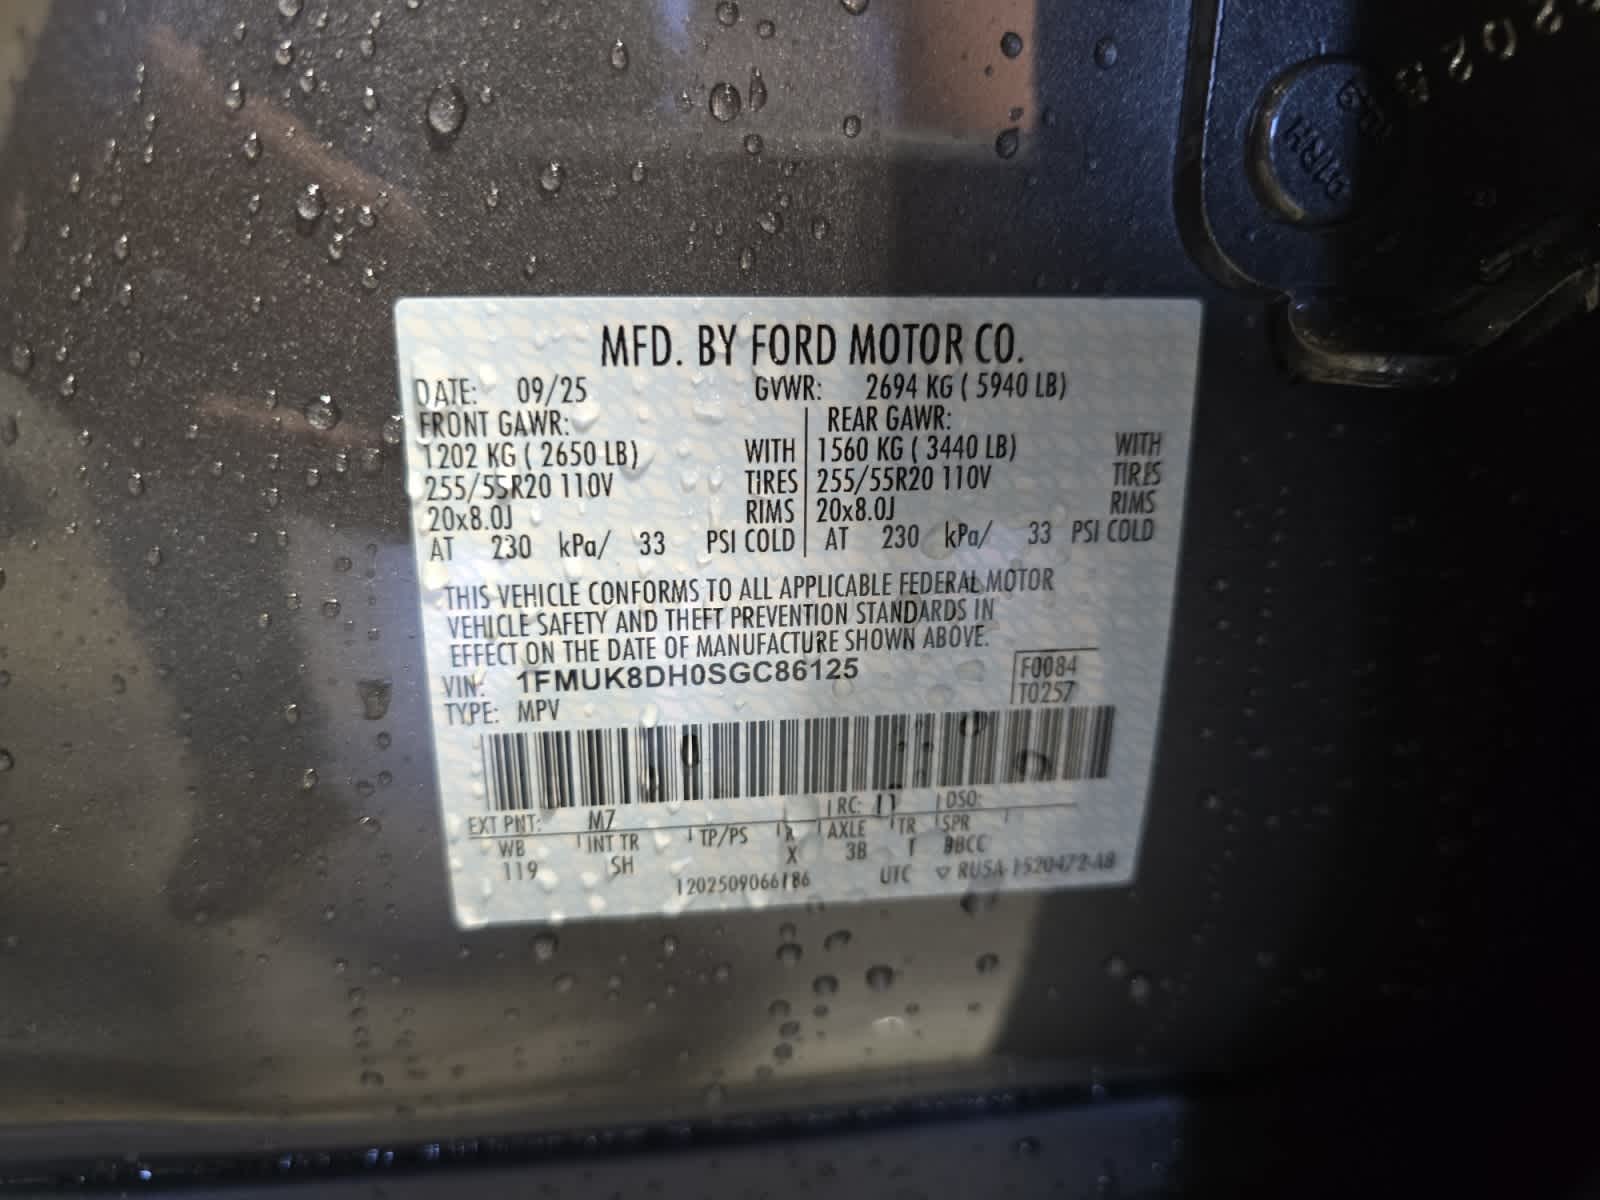 MFD. BY FORD MOTOR CO.
DATE: 09/25 GVWR: 2694 KG ( 5940 LB)
FRONT GAWR: REAR GAWR:
1202 KG ( 2650 LB) WITH 1560 KG ( 3440 LB) WITH
255/55R20 110V TIRES 255/55R20 110V TIRES
20x8.0J RIMS 20x8.0J RIMS
AT 230 kPa/ 33 PSI COLD AT 230 kPa/ 33 PSI COLD
THIS VEHICLE CONFORMS TO ALL APPLICABLE FEDERAL MOTOR
VEHICLE SAFETY AND THEFT PREVENTION STANDARDS IN
EFFECT ON THE DATE OF MANUFACTURE SHOWN ABOVE.
VIN: 1FMUK8DH0SGC86125 F0084
TYPE: MPV T0257
EXT PNT: M7 RC: 11 DSO:
WB INT TR TP/PS R AXLE TR SPR
119 SH X 3B T BBCC
1202509066186 UTC